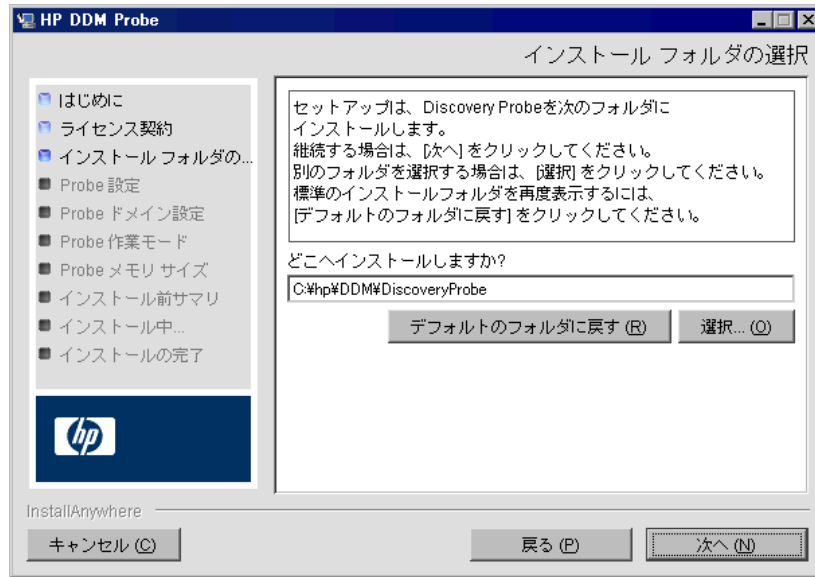 HP DDM Probe
インストール フォルダの選択
はじめに
ライセンス契約
インストール フォルダの...
Probe 設定
Probe ドメイン設定
Probe 作業モード
Probe メモリ サイズ
インストール前サマリ
インストール中...
インストールの完了
hp
セットアップは、Discovery Probeを次のフォルダに
インストールします。
継続する場合は、[次へ] をクリックしてください。
別のフォルダを選択する場合は、[選択] をクリックしてください。
標準のインストールフォルダを再度表示するには、
[デフォルトのフォルダに戻す] をクリックしてください。
どこへインストールしますか?
C:¥hp¥DDM¥DiscoveryProbe
デフォルトのフォルダに戻す (R)
選択... (O)
InstallAnywhere
キャンセル (C)
戻る (P)
次へ (N)